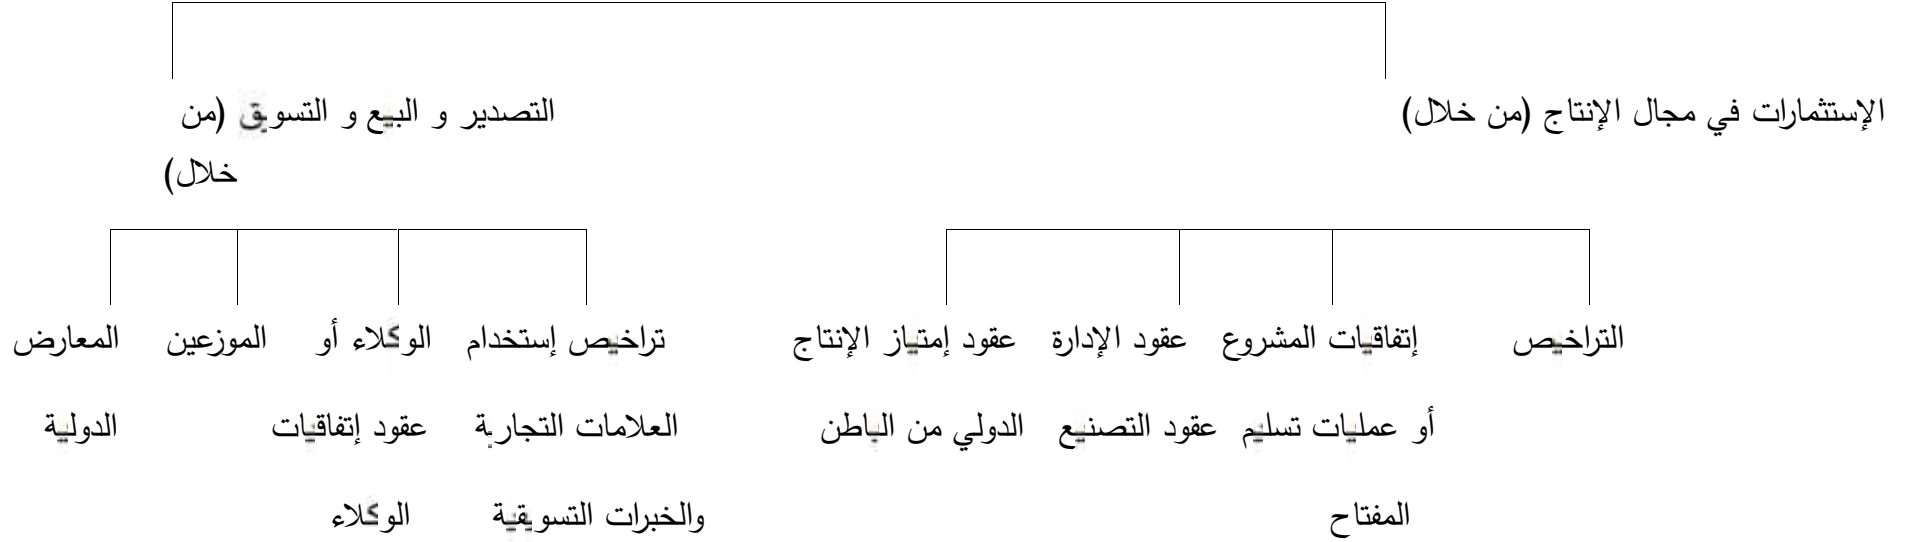 الإستثمارات في مجال الإنتاج (من خلال)
التصدير و البيع و التسويق (من
خلال)
التراخيص
إتفاقيات المشروع
أو عمليات تسليم
المفتاح
عقود الإدارة
عقود التصنيع
عقود إمتياز الإنتاج
الدولي من الباطن
تراخيص إستخدام
العلامات التجارية
والخبرات التسويقية
الوكلاء أو
عقود إتفاقيات
الوكلاء
الموزعين
المعارض
الدولية